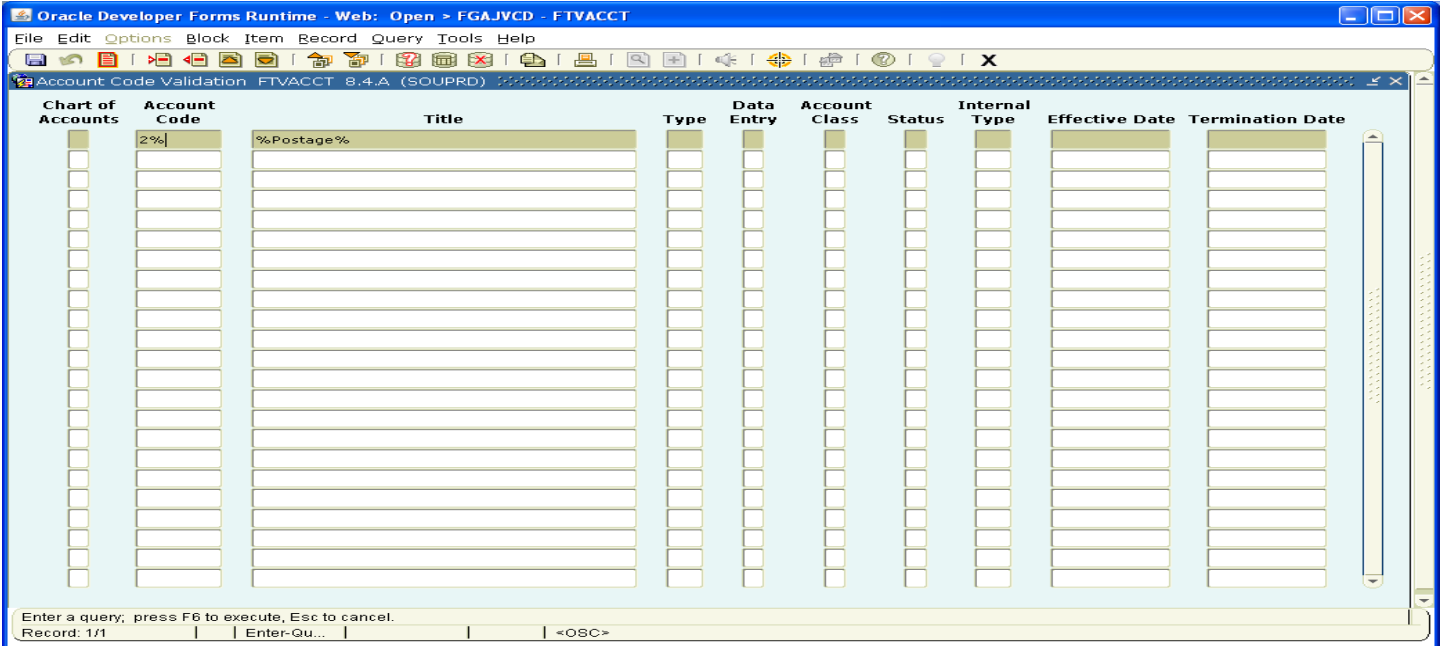 Oracle Developer Forms Runtime - Web: Open > FGAJVCD - FTVACCT
File Edit Options Block Item Record Query Tools Help
Account Code Validation FTVACCT 8.4.A (SOUPRD)
Chart of Accounts Account Code Title Type Data Entry Account Class Status Internal Type Effective Date Termination Date
2% %Postage%
Enter a query; press F6 to execute, Esc to cancel.
Record: 1/1 Enter-Qu... <OSC>